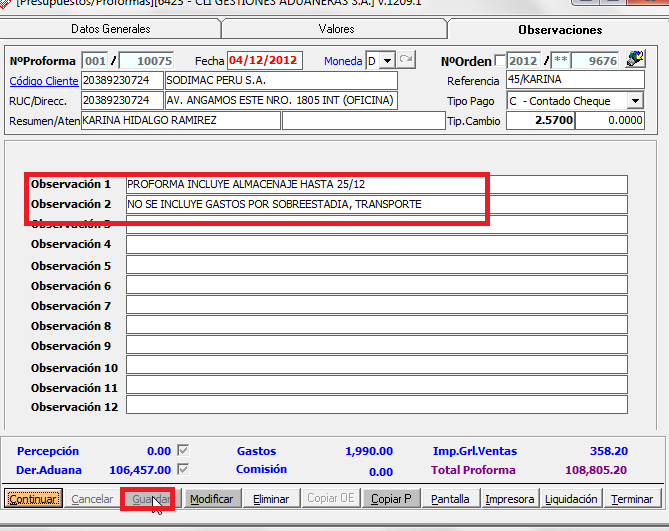 [Presupuestos/Proformas][6425 - CLI GESTIONES ADUANERAS S.A.] v.1209.1
Datos Generales Valores Observaciones
NºProforma 001 / 10075 Fecha 04/12/2012 Moneda D NºOrden 2012 / ** 9676
Código Cliente 20389230724 SODIMAC PERU S.A. Referencia 45/KARINA
RUC/Direcc. 20389230724 AV. ANGAMOS ESTE NRO. 1805 INT (OFICINA) Tipo Pago C - Contado Cheque
Resumen/Aten KARINA HIDALGO RAMIREZ Tip.Cambio 2.5700 0.0000
Observación 1 PROFORMA INCLUYE ALMACENAJE HASTA 25/12
Observación 2 NO SE INCLUYE GASTOS POR SOBREESTADIA, TRANSPORTE
Observación 3
Observación 4
Observación 5
Observación 6
Observación 7
Observación 8
Observación 9
Observación 10
Observación 11
Observación 12
Percepción 0.00 Gastos 1,990.00 Imp.Grl.Ventas 358.20
Der.Aduana 106,457.00 Comisión 0.00 Total Proforma 108,805.20
Continuar Cancelar Guardar Modificar Eliminar Copiar OE Copiar P Pantalla Impresora Liquidación Terminar